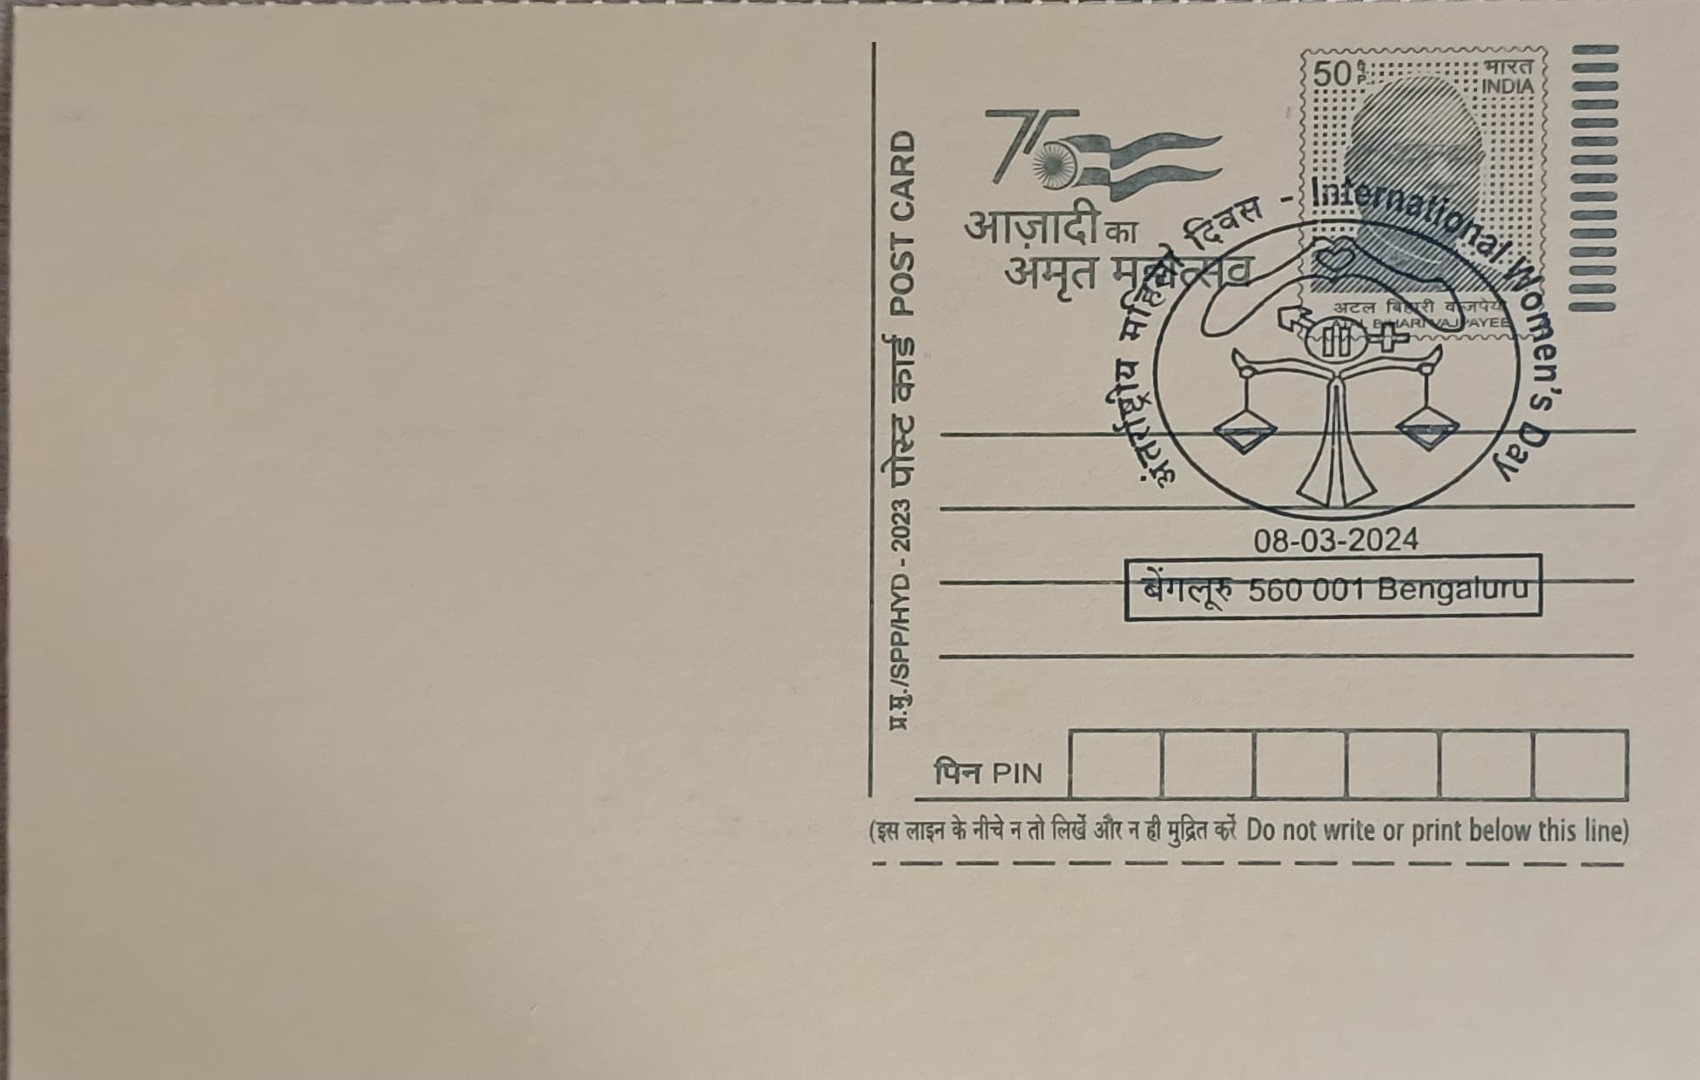 50 पै. P. भारत
INDIA
75
आज़ादी का
अमृत महोत्सव
अटल बिहारी वाजपेयी
ATAL BIHARI VAJPAYEE
अंतर्राष्ट्रीय महिला दिवस - International Women's Day
08-03-2024
बेंगलूरु 560 001 Bengaluru
प्र.मु./SPP/HYD - 2023 पोस्ट कार्ड POST CARD
पिन PIN
(इस लाइन के नीचे न तो लिखें और न ही मुद्रित करें Do not write or print below this line)